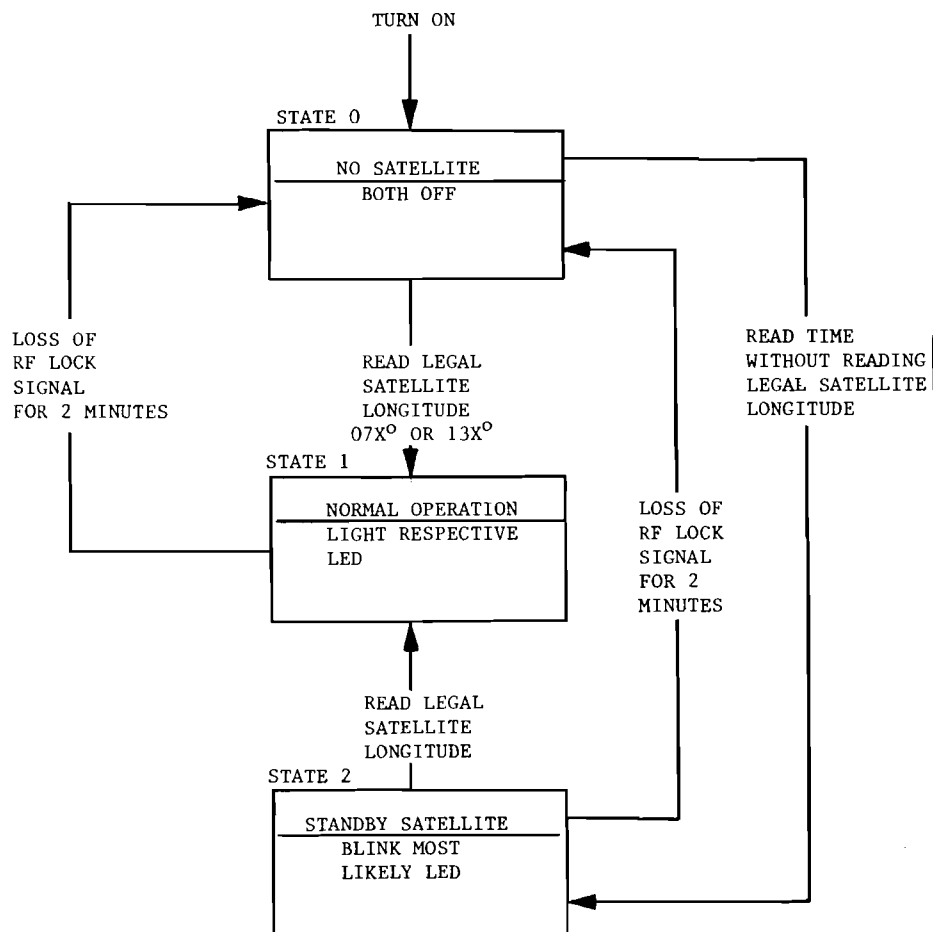 TURN ON
STATE 0
NO SATELLITE
BOTH OFF
LOSS OF
RF LOCK
SIGNAL
FOR 2 MINUTES
READ LEGAL
SATELLITE
LONGITUDE
07X° OR 13X°
READ TIME
WITHOUT READING
LEGAL SATELLITE
LONGITUDE
STATE 1
NORMAL OPERATION
LIGHT RESPECTIVE
LED
LOSS OF
RF LOCK
SIGNAL
FOR 2
MINUTES
READ LEGAL
SATELLITE
LONGITUDE
STATE 2
STANDBY SATELLITE
BLINK MOST
LIKELY LED